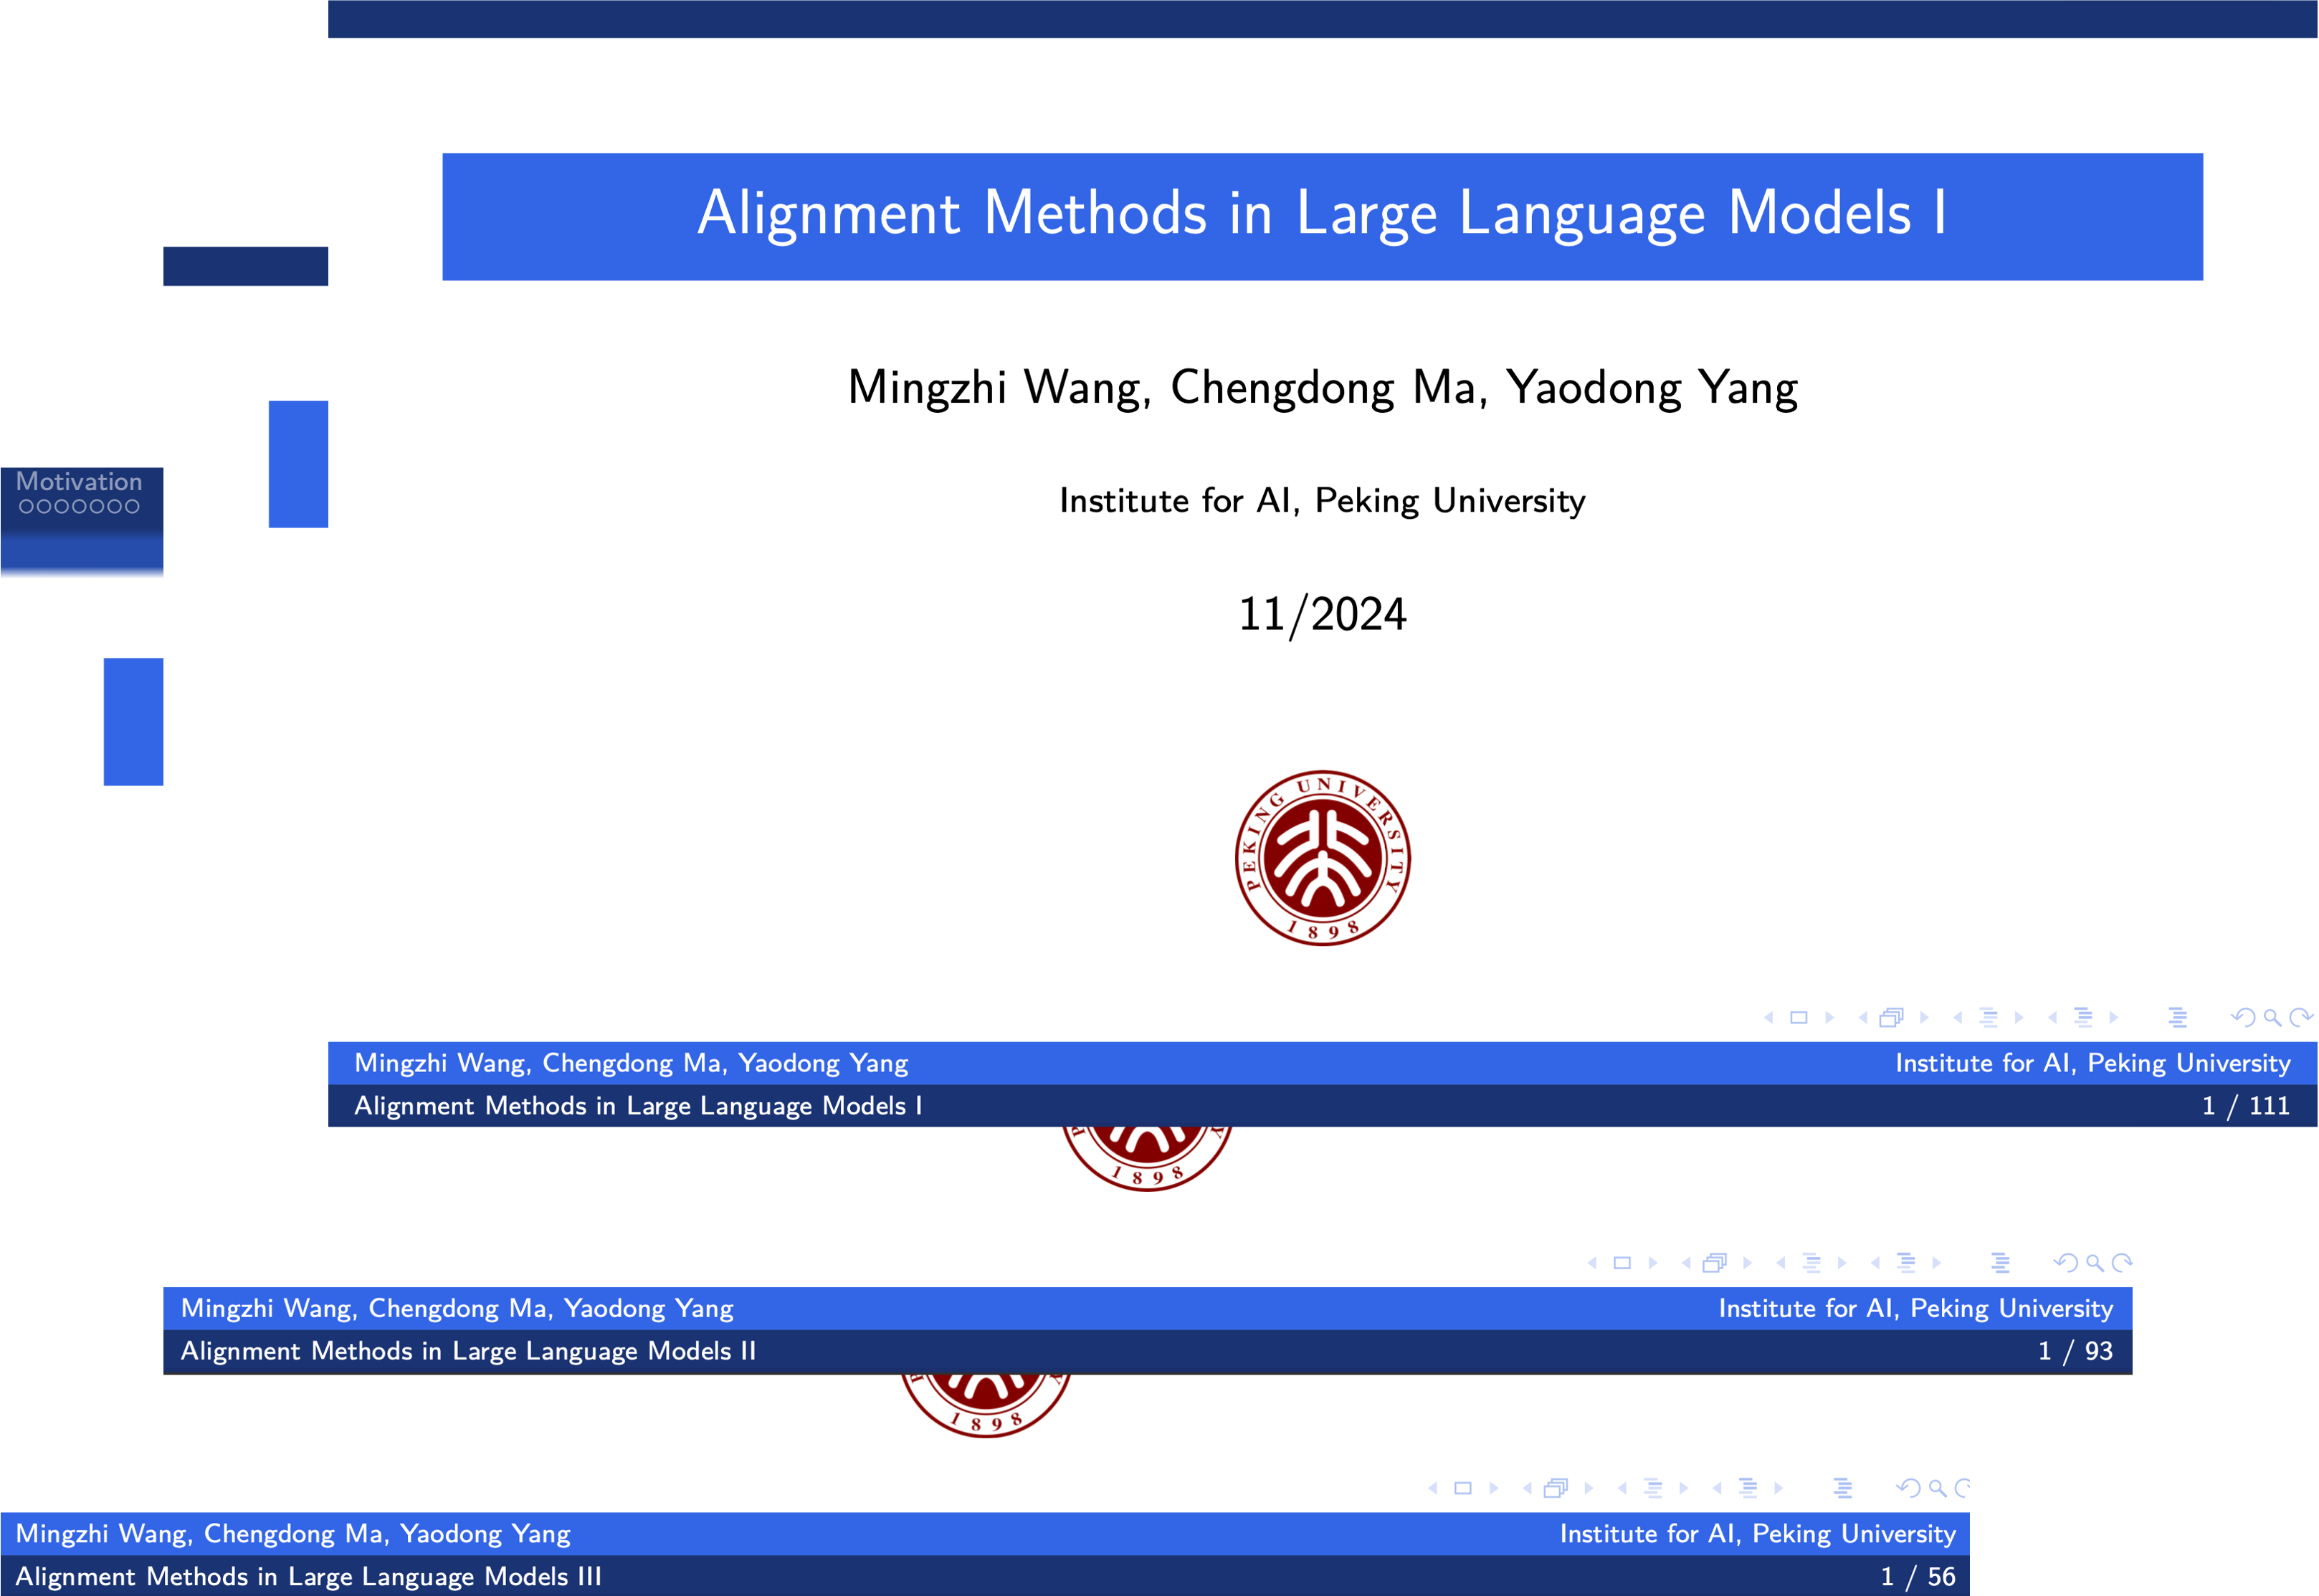 Alignment Methods in Large Language Models I
Mingzhi Wang, Chengdong Ma, Yaodong Yang
Institute for AI, Peking University
Motivation
11/2024
PEKING UNIVERSITY
1898
Mingzhi Wang, Chengdong Ma, Yaodong Yang Institute for AI, Peking University
Alignment Methods in Large Language Models I 1 / 111
1898
Mingzhi Wang, Chengdong Ma, Yaodong Yang Institute for AI, Peking University
Alignment Methods in Large Language Models II 1 / 93
1898
Mingzhi Wang, Chengdong Ma, Yaodong Yang Institute for AI, Peking University
Alignment Methods in Large Language Models III 1 / 56